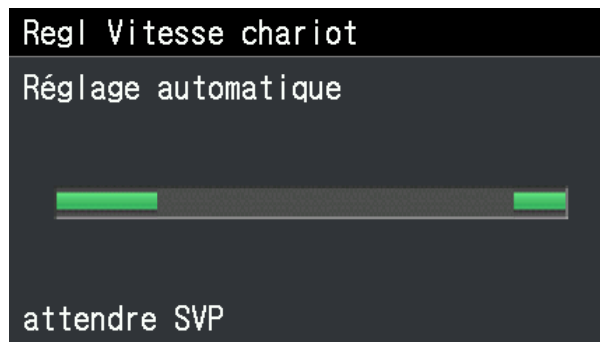 Regl Vitesse chariot
Réglage automatique
attendre SVP